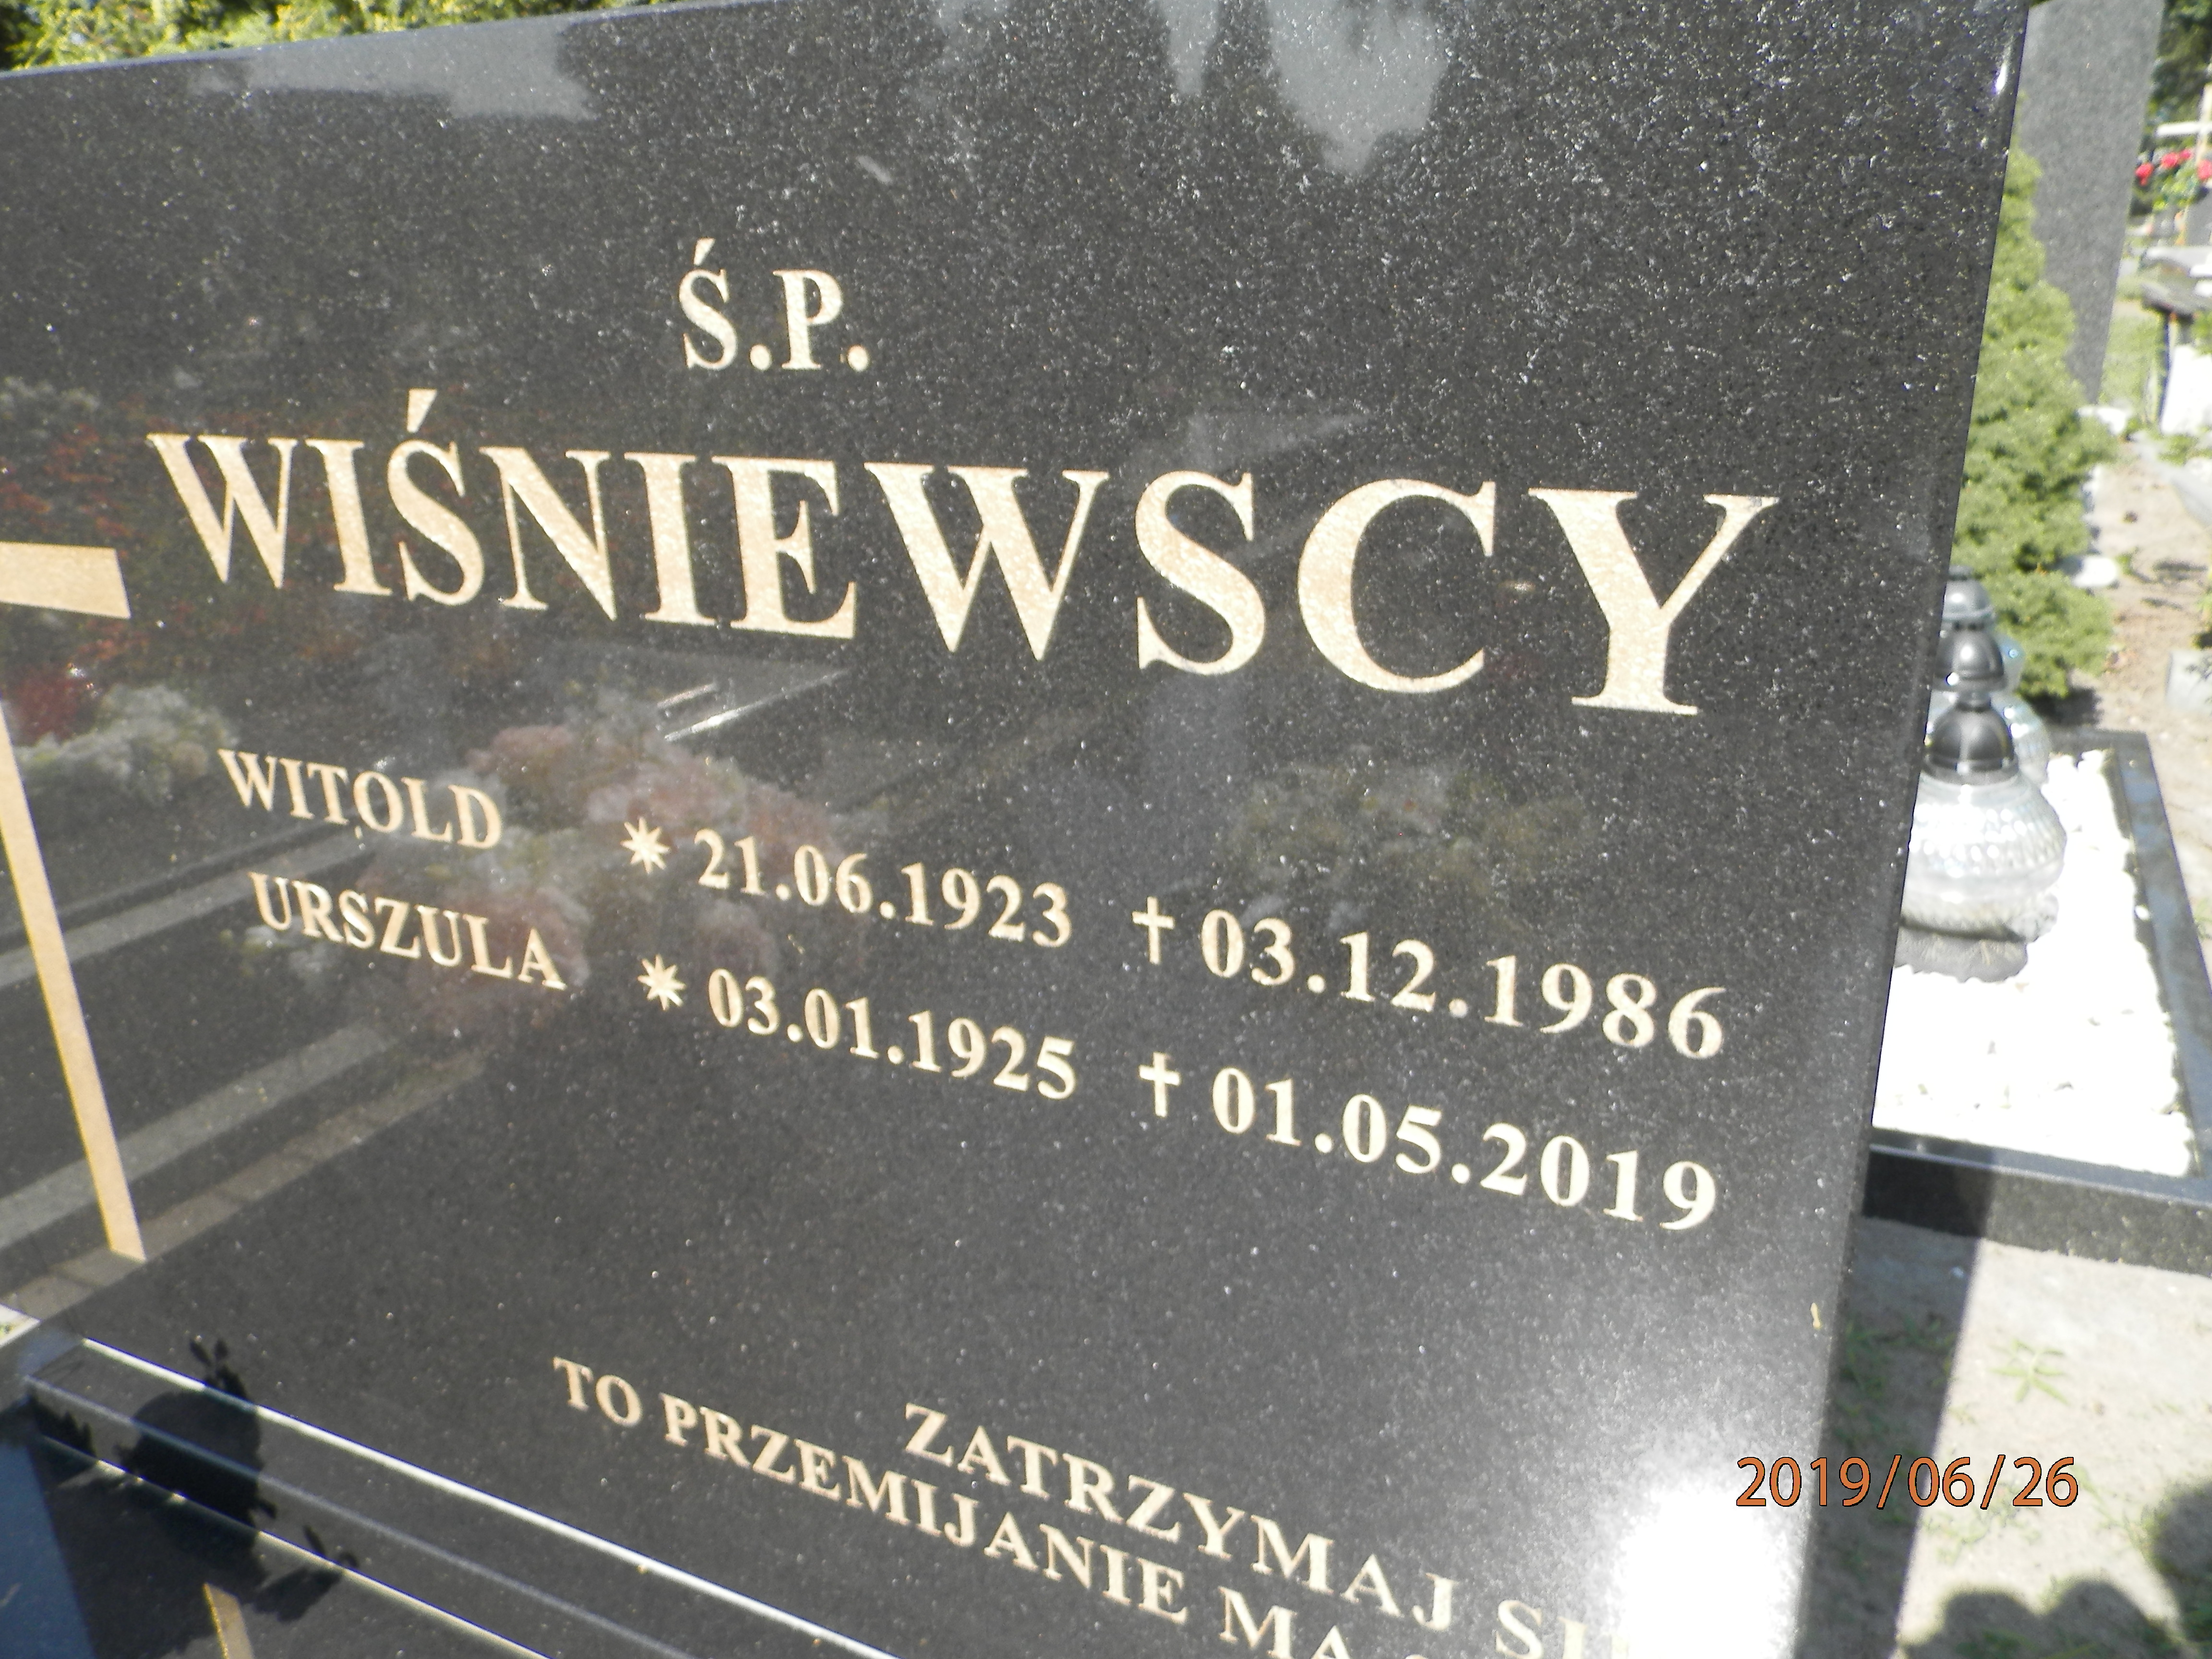 Ś.P.
WIŚNIEWSCY
WITOLD * 21.06.1923 † 03.12.1986
URSZULA * 03.01.1925 † 01.05.2019
ZATRZYMAJ
TO PRZEMIJANIE MA
2019/06/26